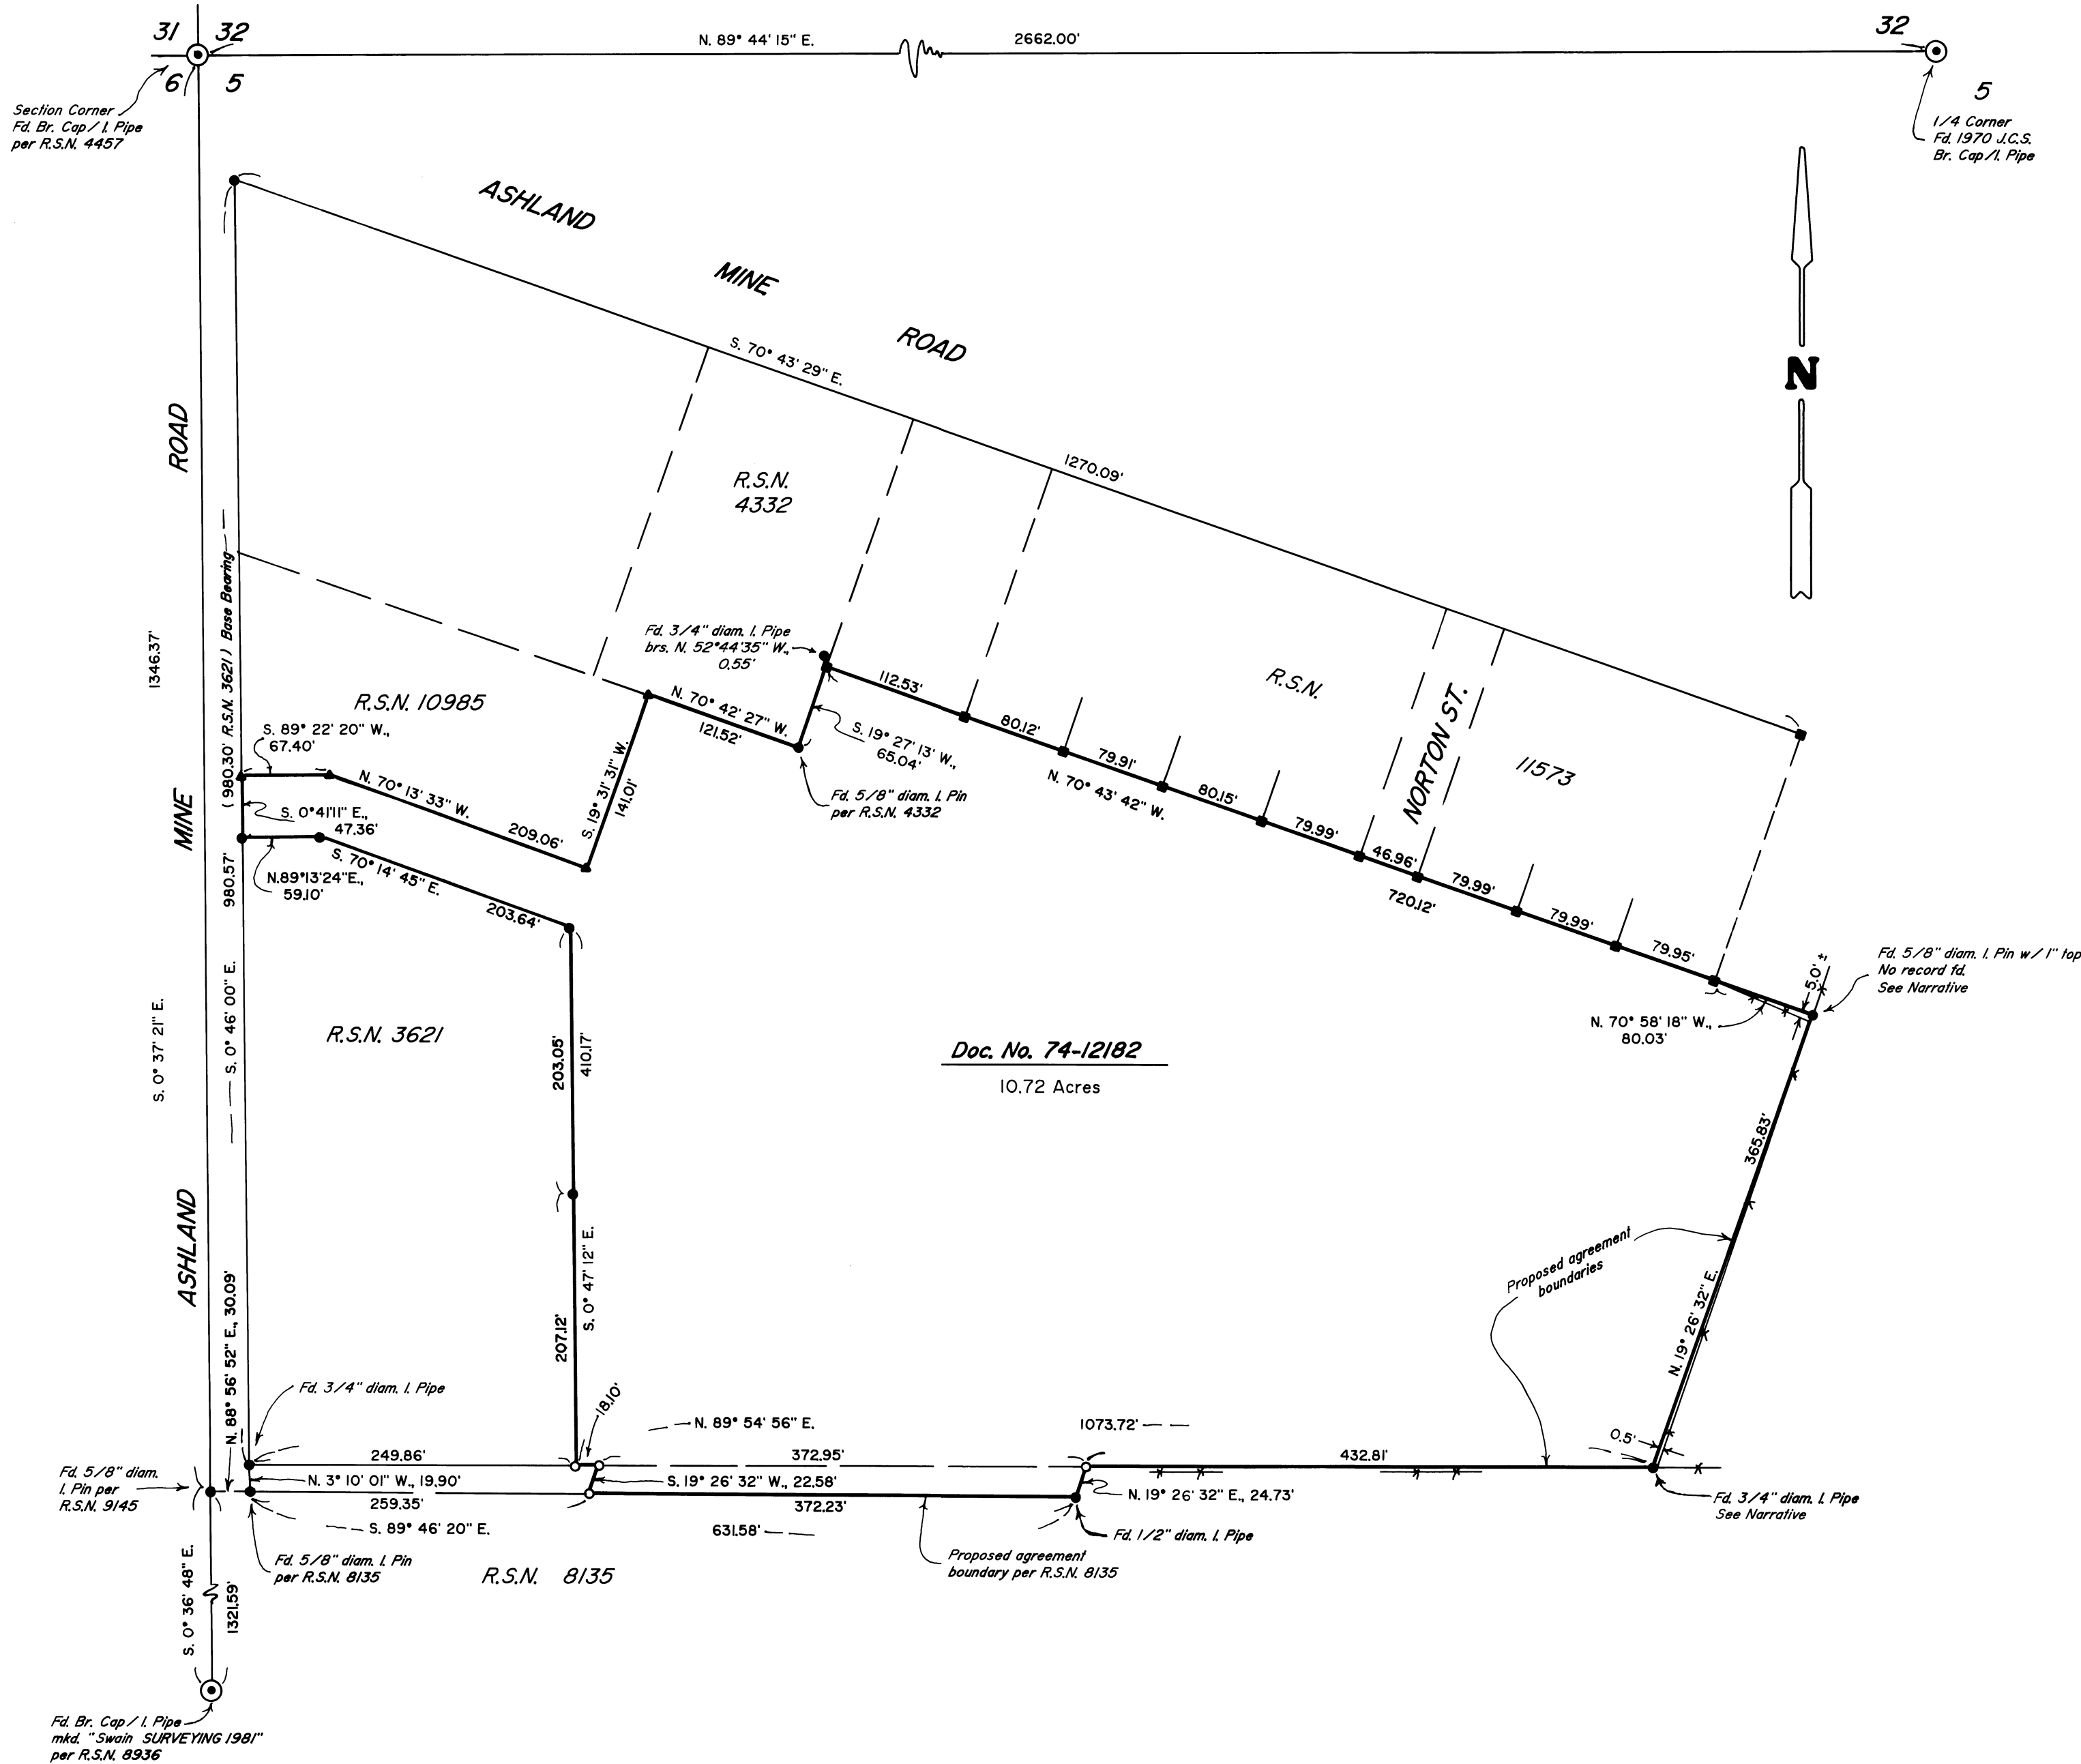 31 32
N. 89° 44' 15" E.
2662.00'
32
6 5
5
Section Corner
Fd. Br. Cap / I. Pipe
per R.S.N. 4457
1/4 Corner
Fd. 1970 J.C.S.
Br. Cap / I. Pipe
ASHLAND
MINE
ROAD
S. 70° 43' 29" E.
1270.09'
N
ROAD
MINE
ASHLAND
R.S.N.
4332
1346.37'
S. 0° 37' 21" E.
( 980.30' R.S.N. 3621 ) Base Bearing
980.57'
S. 0° 46' 00" E.
Fd. 3/4" diam. I. Pipe
brs. N. 52°44'35" W.,
0.55'
R.S.N. 10985
S. 89° 22' 20" W.,
67.40'
N. 70° 13' 33" W.
209.06'
S. 19° 31' 31" W.
141.01'
N. 70° 42' 27" W.
121.52'
S. 19° 27' 13" W.,
65.04'
Fd. 5/8" diam. I. Pin
per R.S.N. 4332
112.53'
80.12'
79.91'
80.15'
79.99'
46.96'
79.99'
79.99'
79.95'
N. 70° 43' 42" W.
720.12'
R.S.N.
11573
NORTON ST.
S. 0°41'11" E.,
47.36'
N.89°13'24"E.,
59.10'
S. 70° 14' 45" E.
203.64'
5.0' ±
Fd. 5/8" diam. I. Pin w/ 1" top
No record fd.
See Narrative
N. 70° 58' 18" W.,
80.03'
R.S.N. 3621
203.05'
410.17'
Doc. No. 74-12182
10.72 Acres
365.83'
N. 19° 26' 32" E.
Proposed agreement
boundaries
207.12'
S. 0° 47' 12" E.
N. 88° 56' 52" E., 30.09'
Fd. 3/4" diam. I. Pipe
18.10'
N. 89° 54' 56" E.
1073.72'
0.5'
249.86'
372.95'
432.81'
Fd. 5/8" diam.
I. Pin per
R.S.N. 9145
N. 3° 10' 01" W., 19.90'
S. 19° 26' 32" W., 22.58'
N. 19° 26' 32" E., 24.73'
Fd. 3/4" diam. I. Pipe
See Narrative
259.35'
372.23'
S. 89° 46' 20" E.
631.58'
Fd. 1/2" diam. I. Pipe
Fd. 5/8" diam. I. Pin
per R.S.N. 8135
R.S.N. 8135
Proposed agreement
boundary per R.S.N. 8135
S. 0° 36' 48" E.
1321.59'
Fd. Br. Cap / I. Pipe
mkd. "Swain SURVEYING 1981"
per R.S.N. 8936